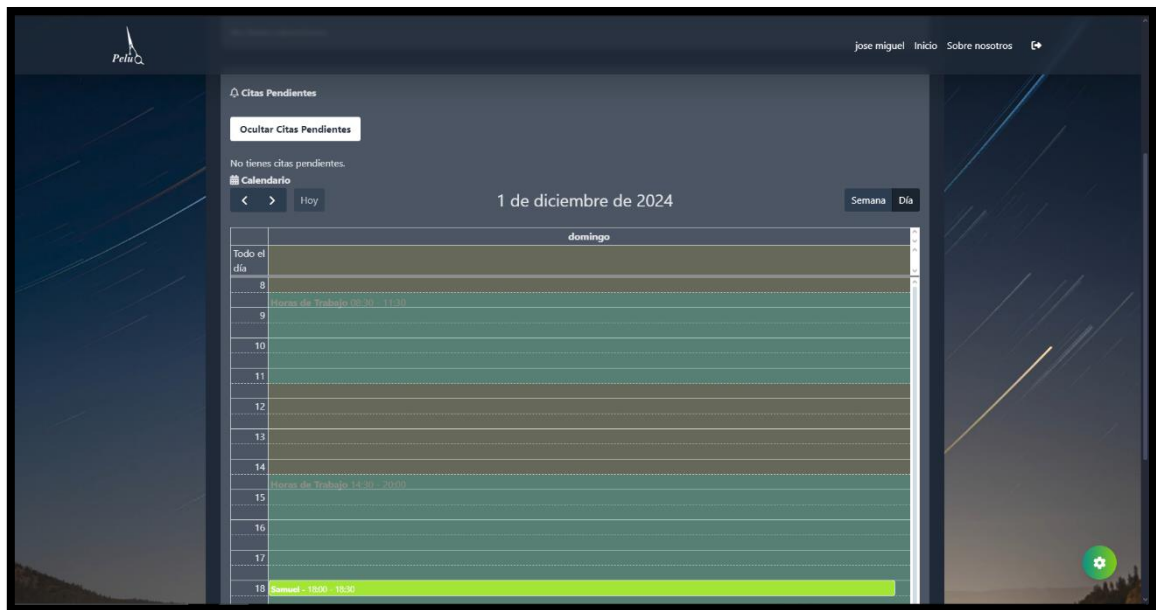 Pelu
jose miguel Inicio Sobre nosotros
Citas Pendientes
Ocultar Citas Pendientes
No tienes citas pendientes.
Calendario
Hoy
1 de diciembre de 2024
Semana Día
domingo
Todo el
día
8
Horas de Trabajo 08:30 - 11:30
9
10
11
12
13
14
Horas de Trabajo 14:30 - 20:00
15
16
17
18 Samuel - 18:00 - 18:30